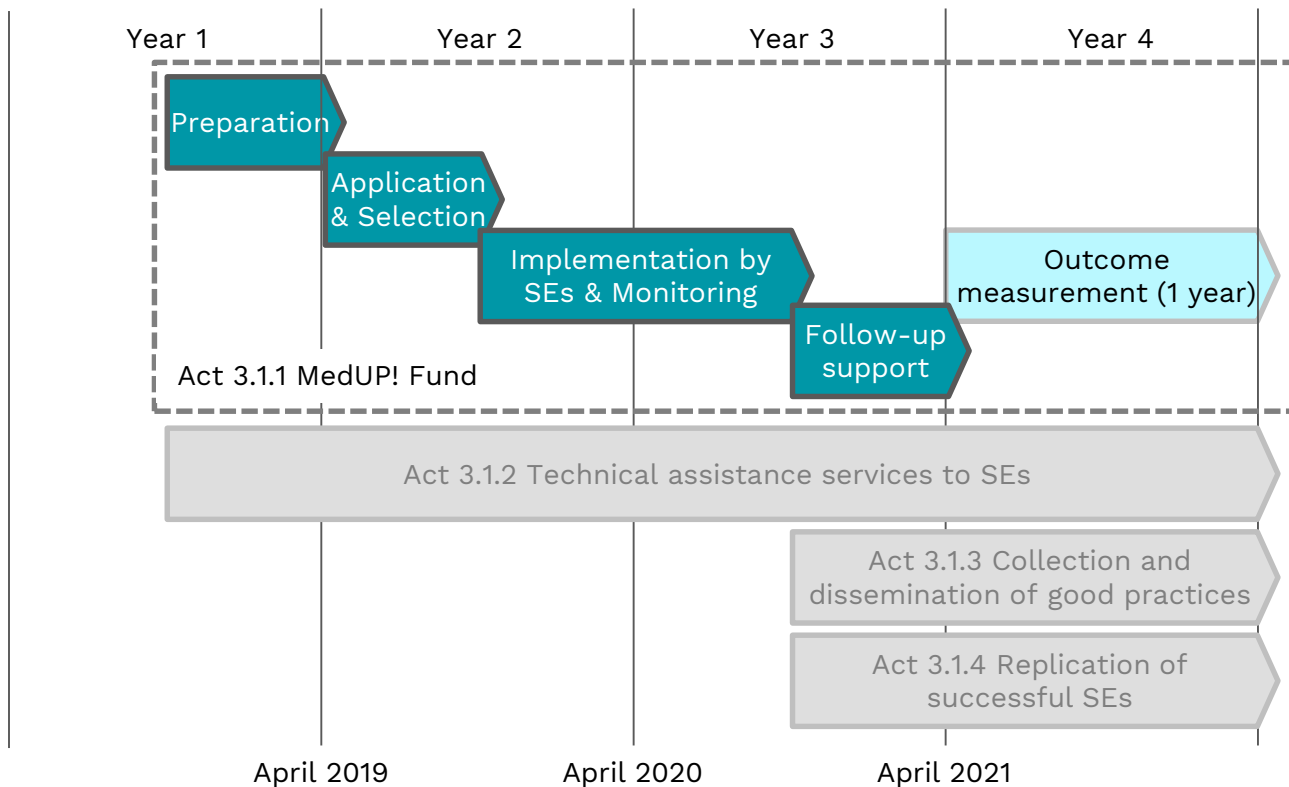 Year 1
Year 2
Year 3
Year 4
Preparation
Application
& Selection
Implementation by
SEs & Monitoring
Outcome
measurement (1 year)
Follow-up
support
Act 3.1.1 MedUP! Fund
Act 3.1.2 Technical assistance services to SEs
Act 3.1.3 Collection and
dissemination of good practices
Act 3.1.4 Replication of
successful SEs
April 2019
April 2020
April 2021